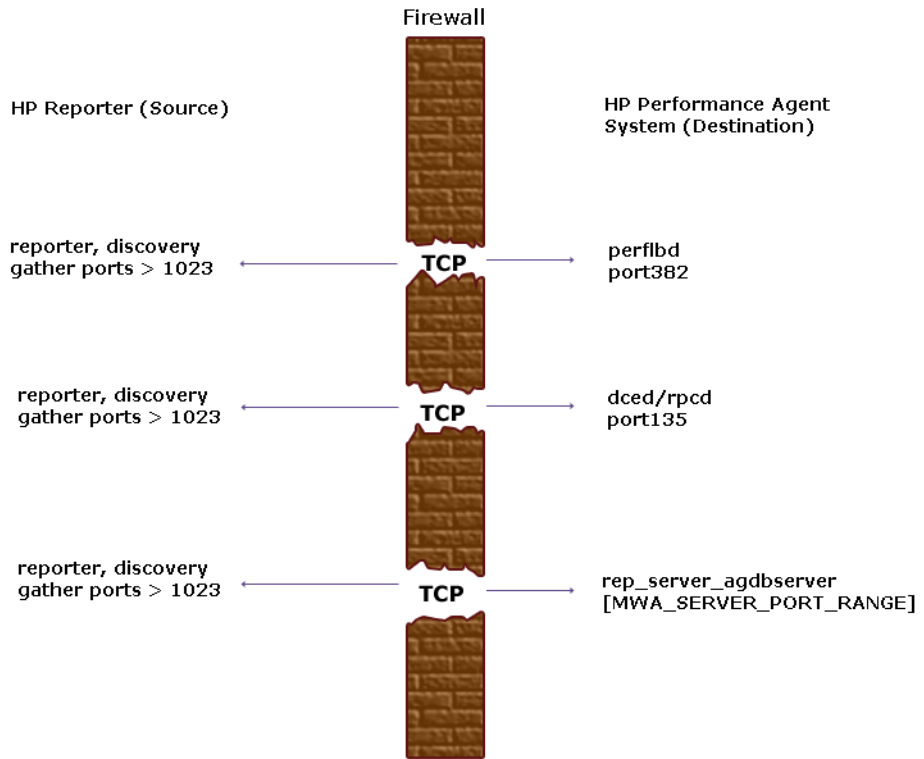 Firewall
HP Reporter (Source)
HP Performance Agent
System (Destination)
reporter, discovery
gather ports > 1023
TCP
perflbd
port382
reporter, discovery
gather ports > 1023
TCP
dced/rpcd
port135
reporter, discovery
gather ports > 1023
TCP
rep_server_agdbserver
[MWA_SERVER_PORT_RANGE]